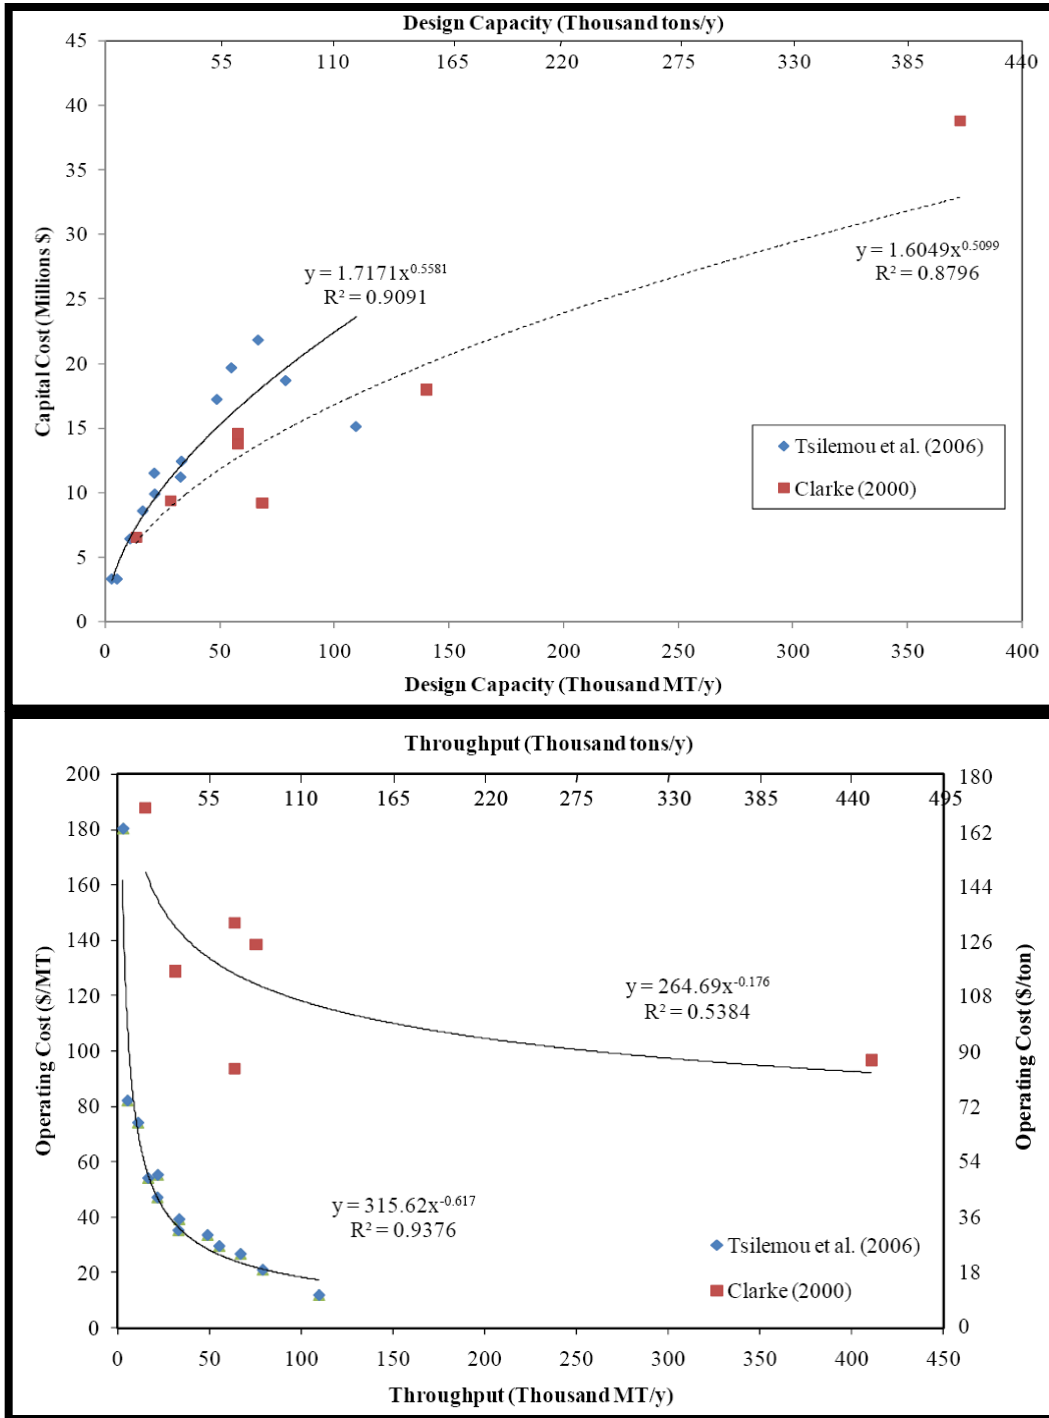 Design Capacity (Thousand tons/y)
45
55 110 165 220 275 330 385 440
40
35
30
25
20
15
10
5
0
Capital Cost (Millions $)
y = 1.7171x^0.5581
R² = 0.9091
y = 1.6049x^0.5099
R² = 0.8796
Tsilemou et al. (2006)
Clarke (2000)
0 50 100 150 200 250 300 350 400
Design Capacity (Thousand MT/y)
Throughput (Thousand tons/y)
200
55 110 165 220 275 330 385 440 495
180
160
140
120
100
80
60
40
20
0
Operating Cost ($/MT)
180
162
144
126
108
90
72
54
36
18
0
Operating Cost ($/ton)
y = 264.69x^-0.176
R² = 0.5384
y = 315.62x^-0.617
R² = 0.9376
Tsilemou et al. (2006)
Clarke (2000)
0 50 100 150 200 250 300 350 400 450
Throughput (Thousand MT/y)